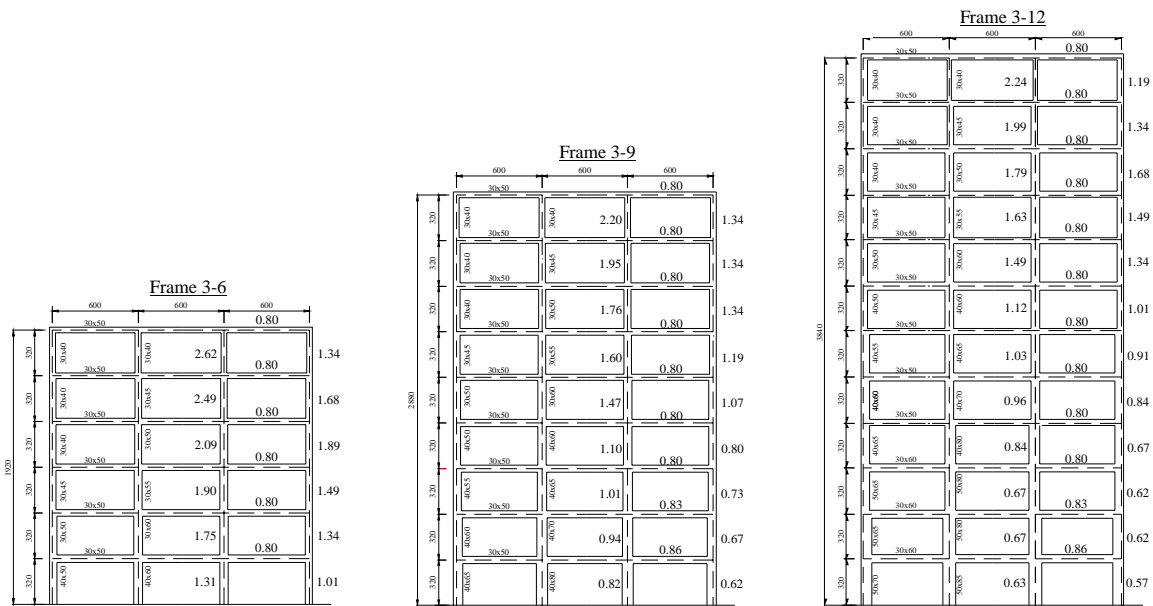 Frame 3-6
600 600 600
30x50 0.80
320 30x40 30x40 2.62 1.34
30x50 0.80
320 30x40 30x45 2.49 1.68
30x50 0.80
320 30x40 30x50 2.09 1.89
30x50 0.80
320 30x45 30x55 1.90 1.49
30x50 0.80
320 30x50 30x60 1.75 1.34
30x50 0.80
320 40x50 40x60 1.31 1.01
1920
Frame 3-9
600 600 600
30x50 0.80
320 30x40 30x40 2.20 1.34
30x50 0.80
320 30x40 30x45 1.95 1.34
30x50 0.80
320 30x40 30x50 1.76 1.34
30x50 0.80
320 30x45 30x55 1.60 1.19
30x50 0.80
320 30x50 30x60 1.47 1.07
30x50 0.80
320 40x50 40x60 1.10 0.80
30x50 0.80
320 40x55 40x65 1.01 0.73
30x50 0.83
320 40x60 40x70 0.94 0.67
30x50 0.86
320 40x65 40x80 0.82 0.62
2880
Frame 3-12
600 600 600
30x50 0.80
320 30x40 30x40 2.24 1.19
30x50 0.80
320 30x40 30x45 1.99 1.34
30x50 0.80
320 30x40 30x50 1.79 1.68
30x50 0.80
320 30x45 30x55 1.63 1.49
30x50 0.80
320 30x50 30x60 1.49 1.34
30x50 0.80
320 40x50 40x60 1.12 1.01
30x50 0.80
320 40x55 40x65 1.03 0.91
30x50 0.80
320 40x60 40x70 0.96 0.84
30x50 0.80
320 40x65 40x80 0.84 0.67
30x60 0.80
320 50x65 50x80 0.67 0.62
30x60 0.83
320 50x65 50x80 0.67 0.62
30x60 0.86
320 50x70 50x85 0.63 0.57
3840